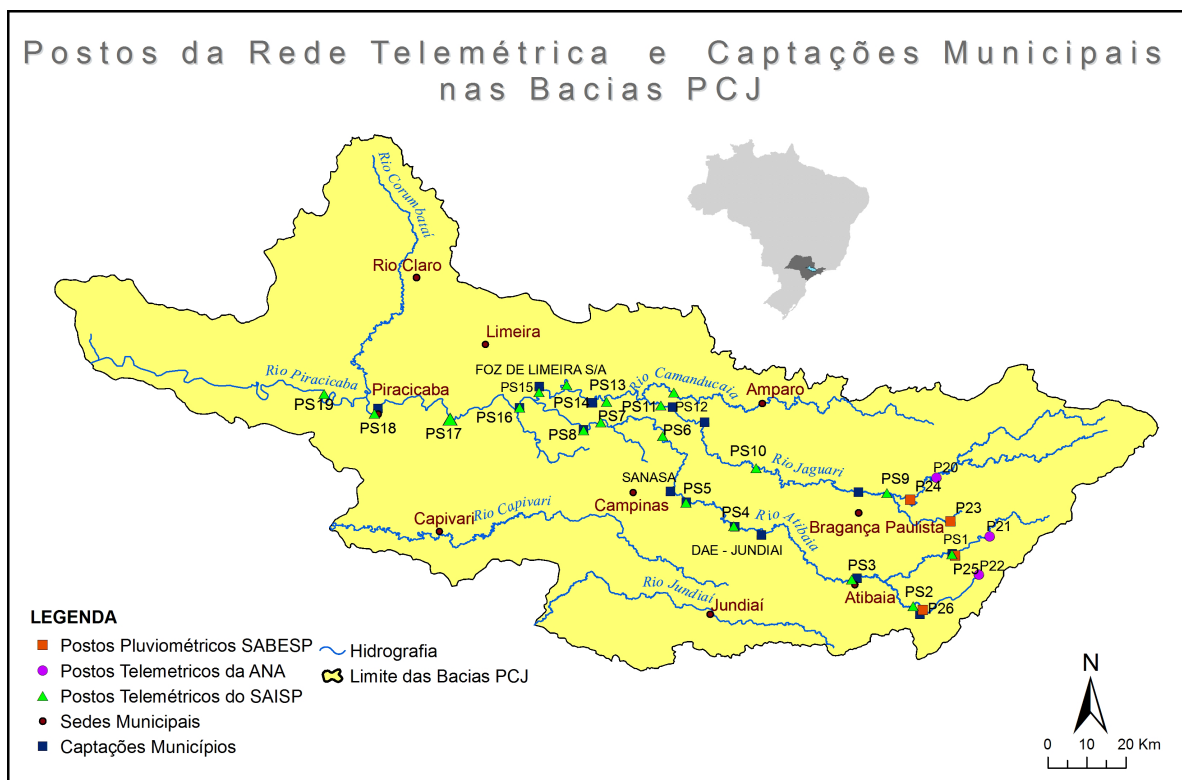 Postos da Rede Telemétrica e Captações Municipais
nas Bacias PCJ
Rio Corumbataí
Rio Claro
Limeira
FOZ DE LIMEIRA S/A
Rio Piracicaba
Piracicaba
PS15
PS13
Rio Camanducaia
Amparo
PS19
PS14
PS11
PS12
PS18
PS17
PS16
PS8
PS7
PS6
PS10
Rio Jaguari
P20
SANASA
PS9
P24
Campinas
PS5
Rio Capivari
Capivari
PS4
Rio Atibaia
Bragança Paulista
P23
P21
DAE - JUNDIAI
PS1
P25
P22
PS3
Atibaia
PS2
P26
Rio Jundiaí
Jundiaí
LEGENDA
Postos Pluviométricos SABESP
Postos Telemetricos da ANA
Postos Telemétricos do SAISP
Sedes Municipais
Captações Municípios
Hidrografia
Limite das Bacias PCJ
N
0 10 20 Km